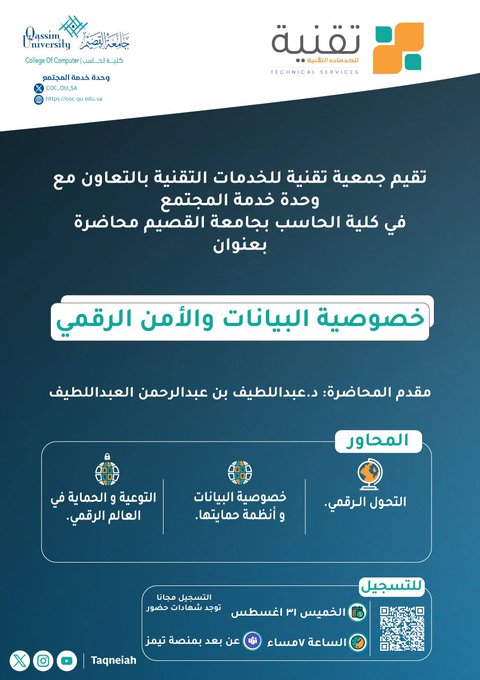 Qassim University
جامعة القصيم
College Of Computer | كليــة الحاسـب
وحدة خدمة المجتمع
COC_QU_SA
https://coc.qu.edu.sa
تقنية
للخدمات التقنية
TECHNICAL SERVICES
تقيم جمعية تقنية للخدمات التقنية بالتعاون مع
وحدة خدمة المجتمع
في كلية الحاسب بجامعة القصيم محاضرة
بعنوان
خصوصية البيانات والأمن الرقمي
مقدم المحاضرة: د.عبداللطيف بن عبدالرحمن العبداللطيف
المحاور
التحول الرقمي.
خصوصية البيانات
و أنظمة حمايتها.
التوعية و الحماية في
العالم الرقمي.
للتسجيل
الخميس ٣١ اغسطس
التسجيل مجانا
توجد شهادات حضور
الساعة ٧مساء
عن بعد بمنصة تيمز
Taqneiah